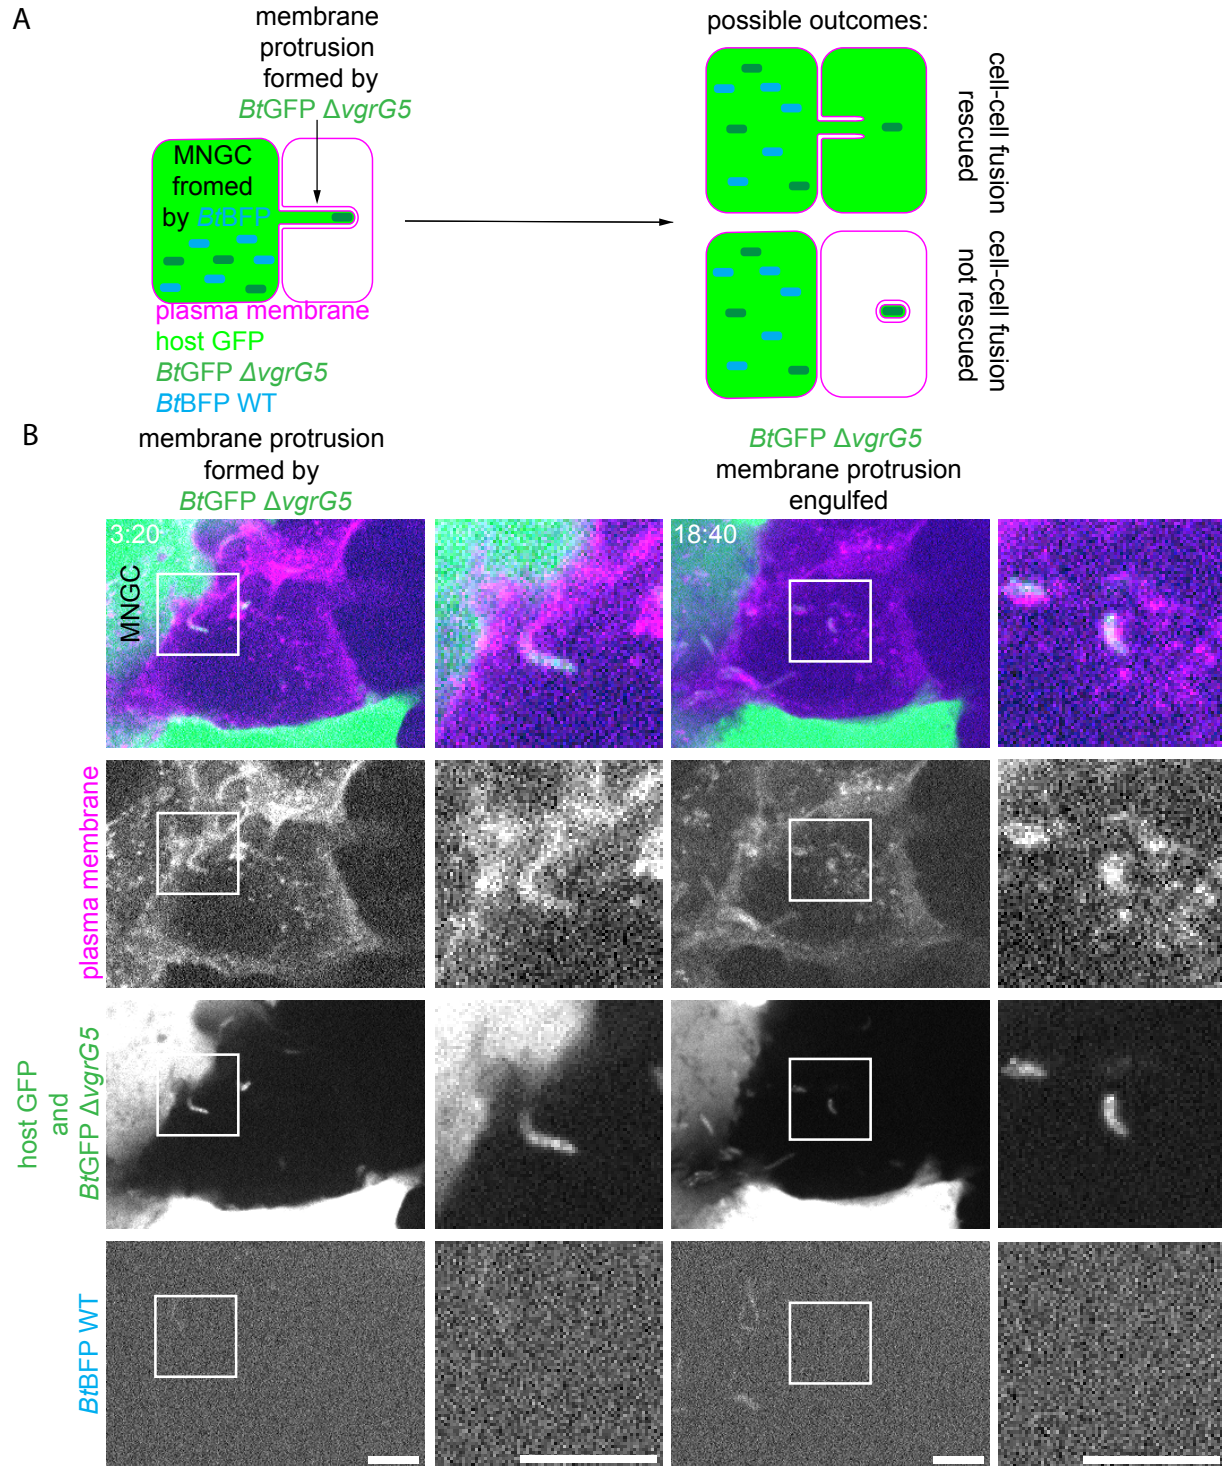 A
membrane
protrusion
formed by
BtGFP ΔvgrG5
MNGC
fromed
by BtBFP
plasma membrane
host GFP
BtGFP ΔvgrG5
BtBFP WT
possible outcomes:
cell-cell fusion
rescued
cell-cell fusion
not rescued
B
membrane protrusion
formed by
BtGFP ΔvgrG5
BtGFP ΔvgrG5
membrane protrusion
engulfed
3:20
MNGC
18:40
plasma membrane
host GFP
and
BtGFP ΔvgrG5
BtBFP WT